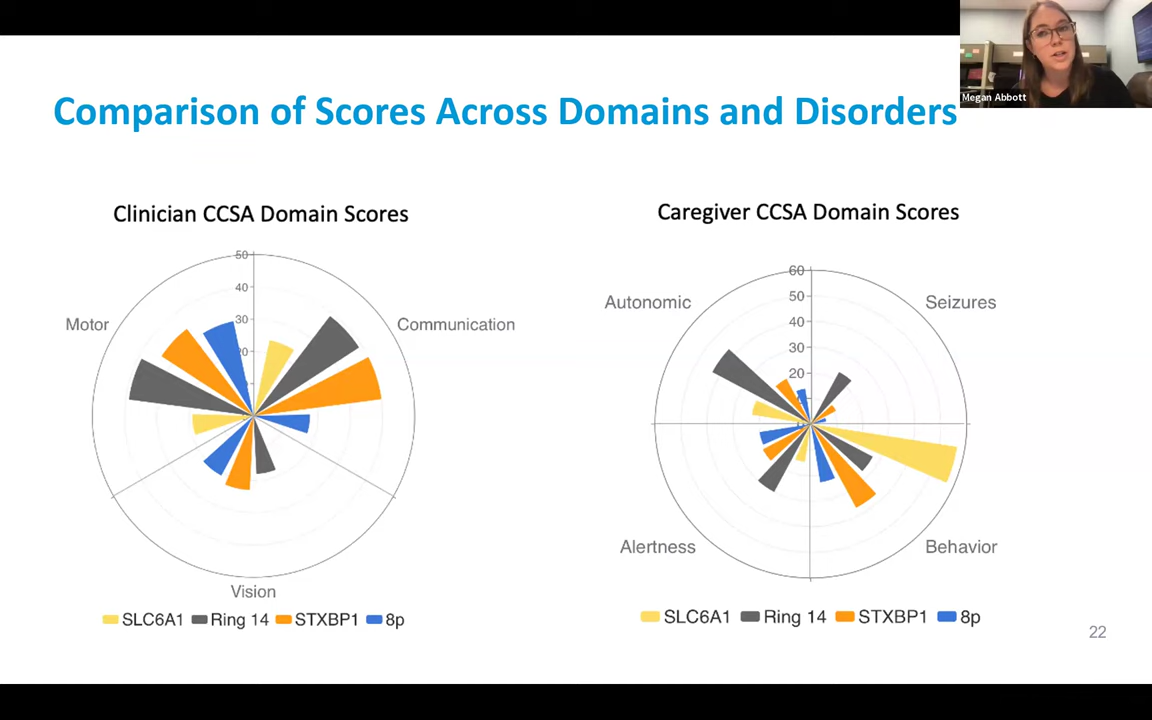 Megan Abbott
Comparison of Scores Across Domains and Disorders
Clinician CCSA Domain Scores
50
40
30
20
Motor
Communication
Vision
SLC6A1 Ring 14 STXBP1 8p
Caregiver CCSA Domain Scores
60
50
40
30
20
Autonomic
Seizures
Alertness
Behavior
SLC6A1 Ring 14 STXBP1 8p
22